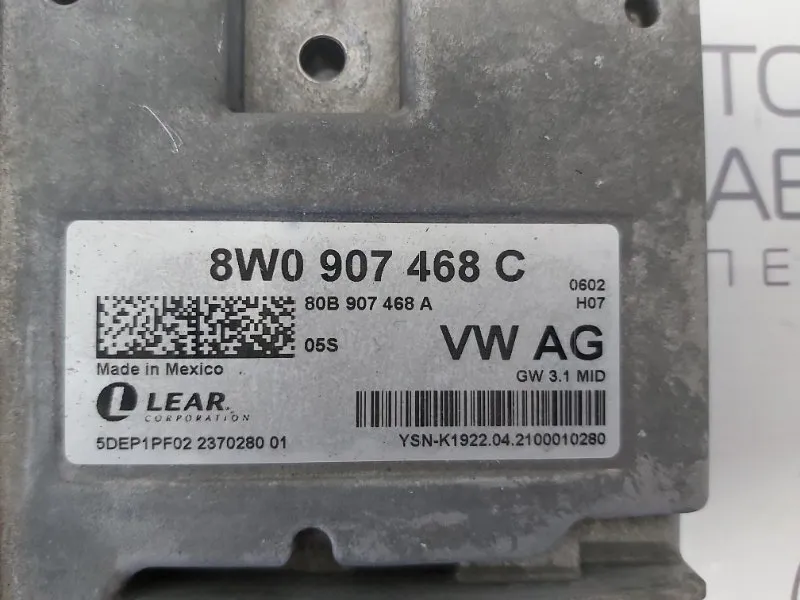 8W0 907 468 C
0602
80B 907 468 A
H07
05S
VW AG
Made in Mexico
GW 3.1 MID
LEAR.
CORPORATION
5DEP1PF02 2370280 01
YSN-K1922.04.2100010280